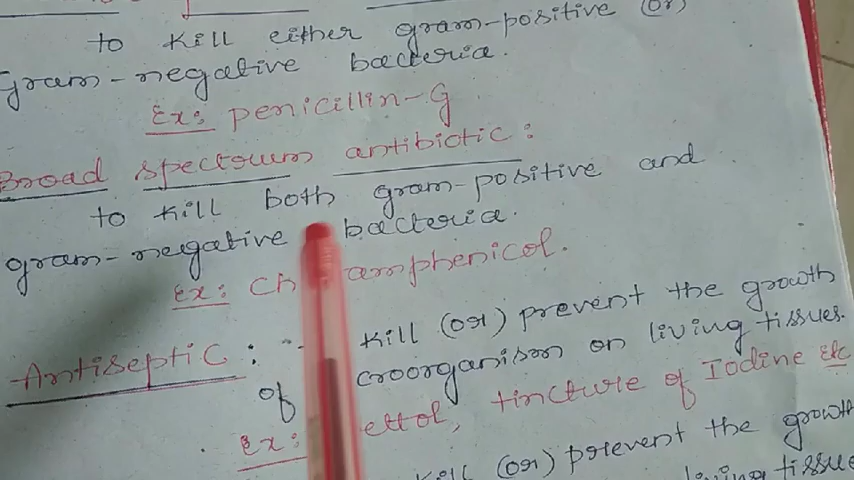 to kill either gram-positive (or)
Gram-negative bacteria.
Ex: penicillin-G
Broad spectrum antibiotic:
to kill both gram-positive and
gram-negative bacteria.
Ex: Ch amphenicol.
Antiseptic: kill (or) prevent the growth
of croorganism on living tissues.
Ex: ettol, tincture of Iodine etc
kill (or) prevent the growth
living tissue